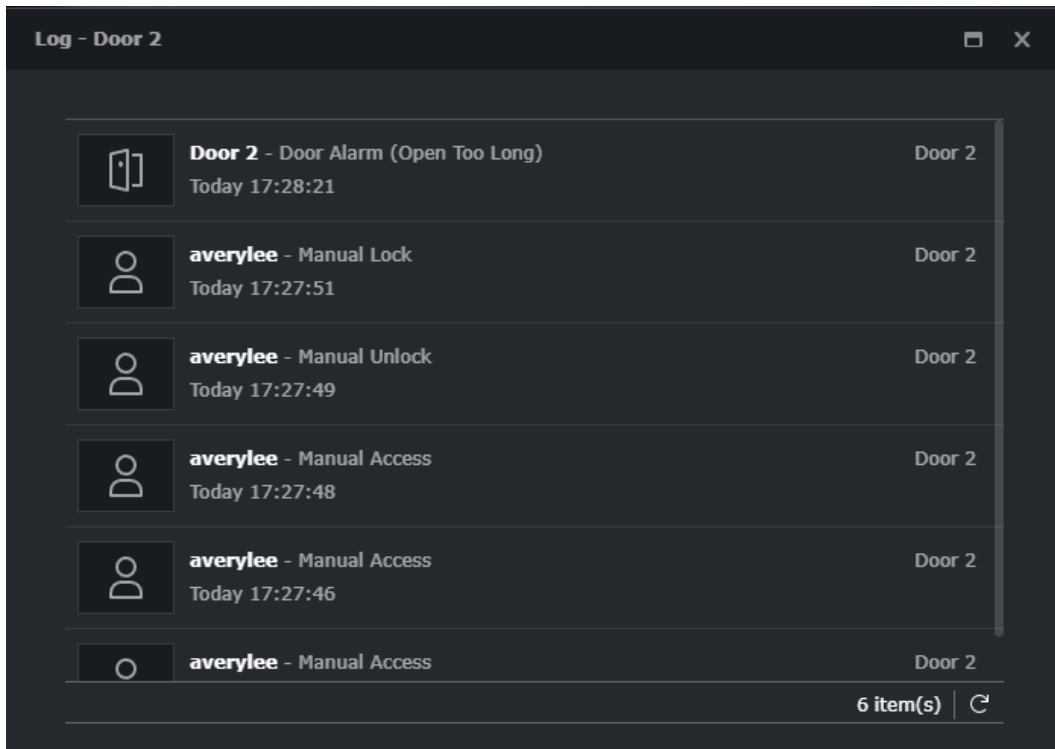 Log - Door 2
Door 2 - Door Alarm (Open Too Long) Door 2
Today 17:28:21
averylee - Manual Lock Door 2
Today 17:27:51
averylee - Manual Unlock Door 2
Today 17:27:49
averylee - Manual Access Door 2
Today 17:27:48
averylee - Manual Access Door 2
Today 17:27:46
averylee - Manual Access Door 2
6 item(s)